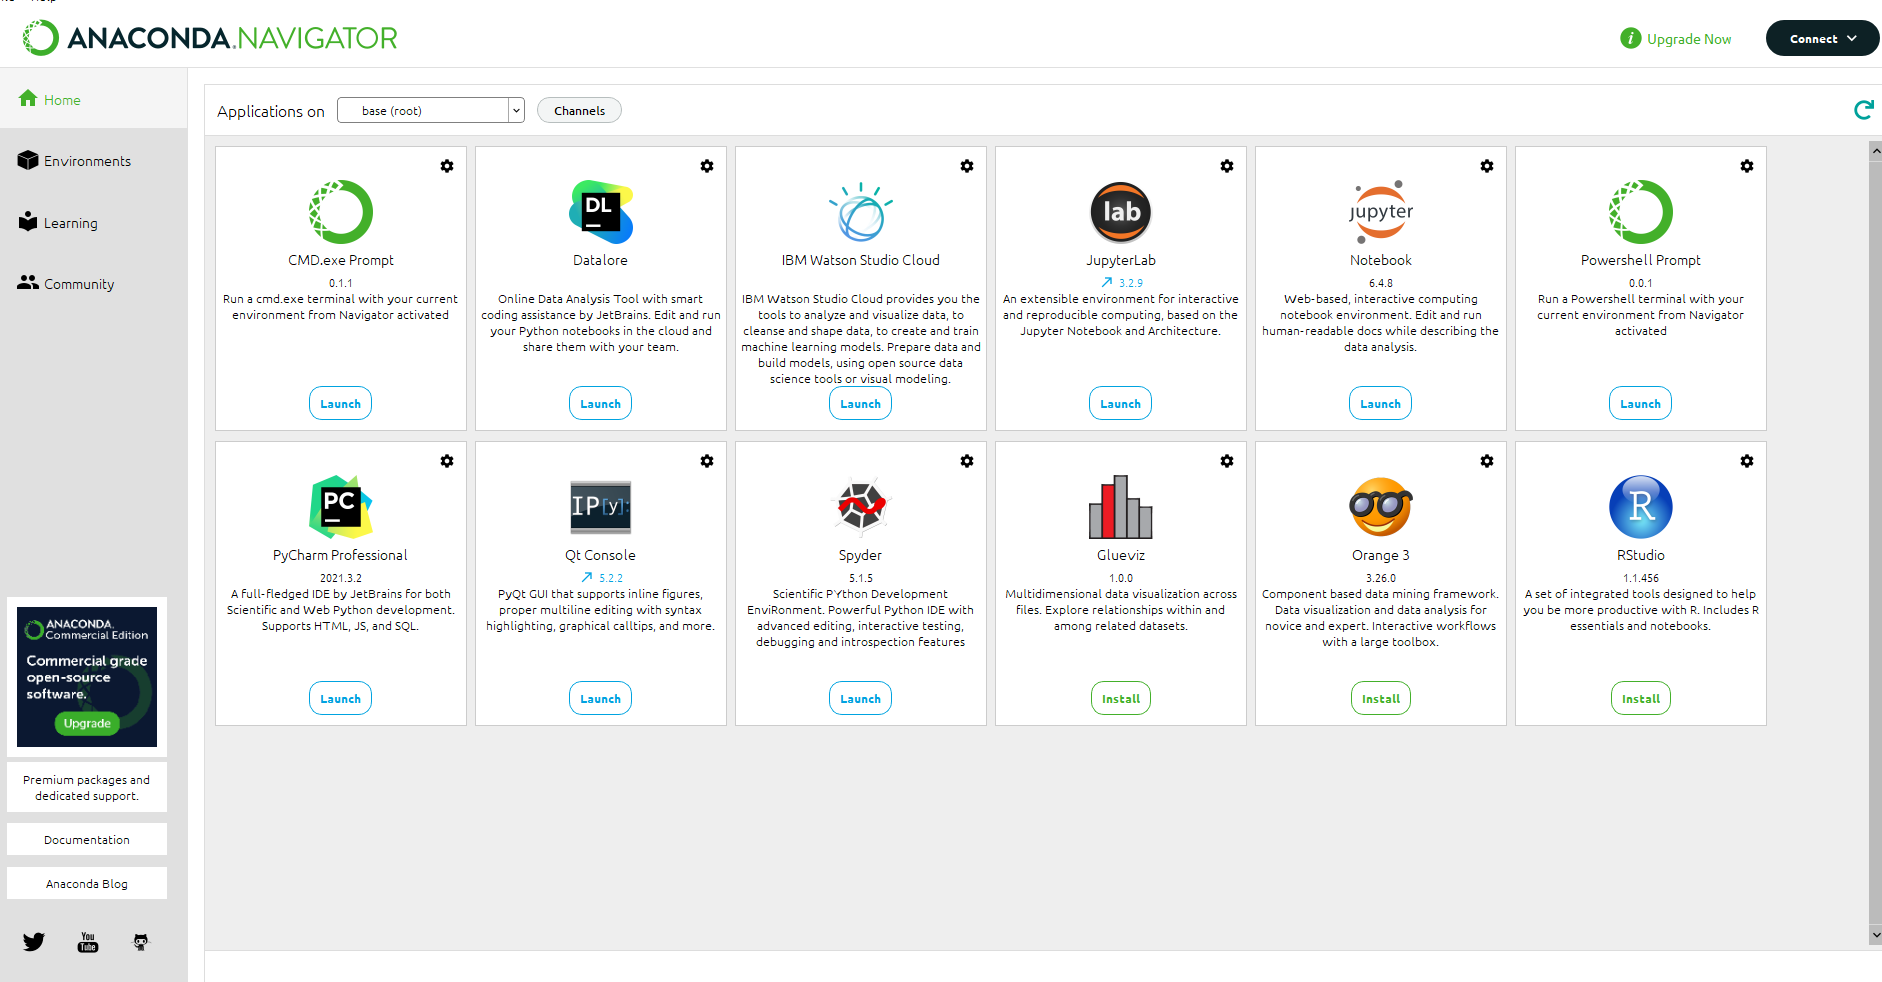 Help
ANACONDA.NAVIGATOR
Upgrade Now
Connect
Home
Environments
Learning
Community
Applications on
base (root)
Channels
CMD.exe Prompt
0.1.1
Run a cmd.exe terminal with your current
environment from Navigator activated
Launch
DL
Datalore
Online Data Analysis Tool with smart
coding assistance by JetBrains. Edit and run
your Python notebooks in the cloud and
share them with your team.
Launch
IBM Watson Studio Cloud
IBM Watson Studio Cloud provides you the
tools to analyze and visualize data, to
cleanse and shape data, to create and train
machine learning models. Prepare data and
build models, using open source data
science tools or visual modeling.
Launch
lab
JupyterLab
3.2.9
An extensible environment for interactive
and reproducible computing, based on the
Jupyter Notebook and Architecture.
Launch
jupyter
Notebook
6.4.8
Web-based, interactive computing
notebook environment. Edit and run
human-readable docs while describing the
data analysis.
Launch
Powershell Prompt
0.0.1
Run a Powershell terminal with your
current environment from Navigator
activated
Launch
PC
PyCharm Professional
2021.3.2
A full-fledged IDE by JetBrains for both
Scientific and Web Python development.
Supports HTML, JS, and SQL.
Launch
IP[y]:
Qt Console
5.2.2
PyQt GUI that supports inline figures,
proper multiline editing with syntax
highlighting, graphical calltips, and more.
Launch
Spyder
5.1.5
Scientific PYthon Development
EnviRonment. Powerful Python IDE with
advanced editing, interactive testing,
debugging and introspection features
Launch
Glueviz
1.0.0
Multidimensional data visualization across
files. Explore relationships within and
among related datasets.
Install
Orange 3
3.26.0
Component based data mining framework.
Data visualization and data analysis for
novice and expert. Interactive workflows
with a large toolbox.
Install
R
RStudio
1.1.456
A set of integrated tools designed to help
you be more productive with R. Includes R
essentials and notebooks.
Install
ANACONDA.
Commercial Edition
Commercial grade
open-source
software.
Upgrade
Premium packages and
dedicated support.
Documentation
Anaconda Blog
You
Tube